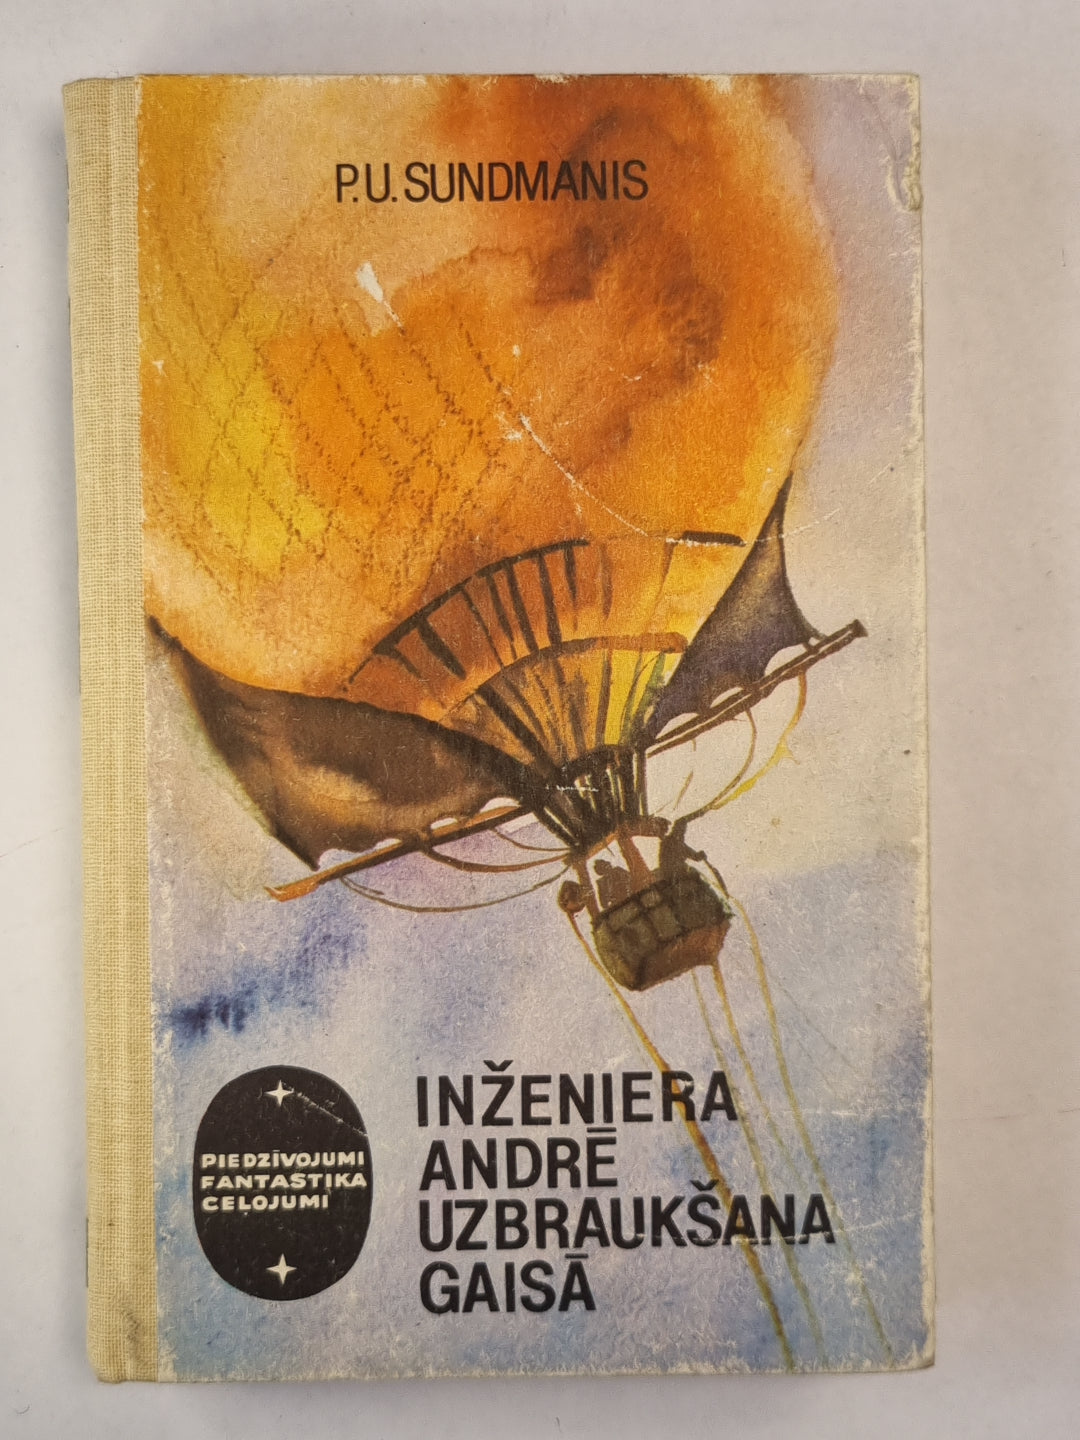 P.U. SUNDMANIS
PIEDZĪVOJUMI
FANTASTIKA
CEĻOJUMI
INŽENIERA
ANDRĒ
UZBRAUKŠANA
GAISĀ